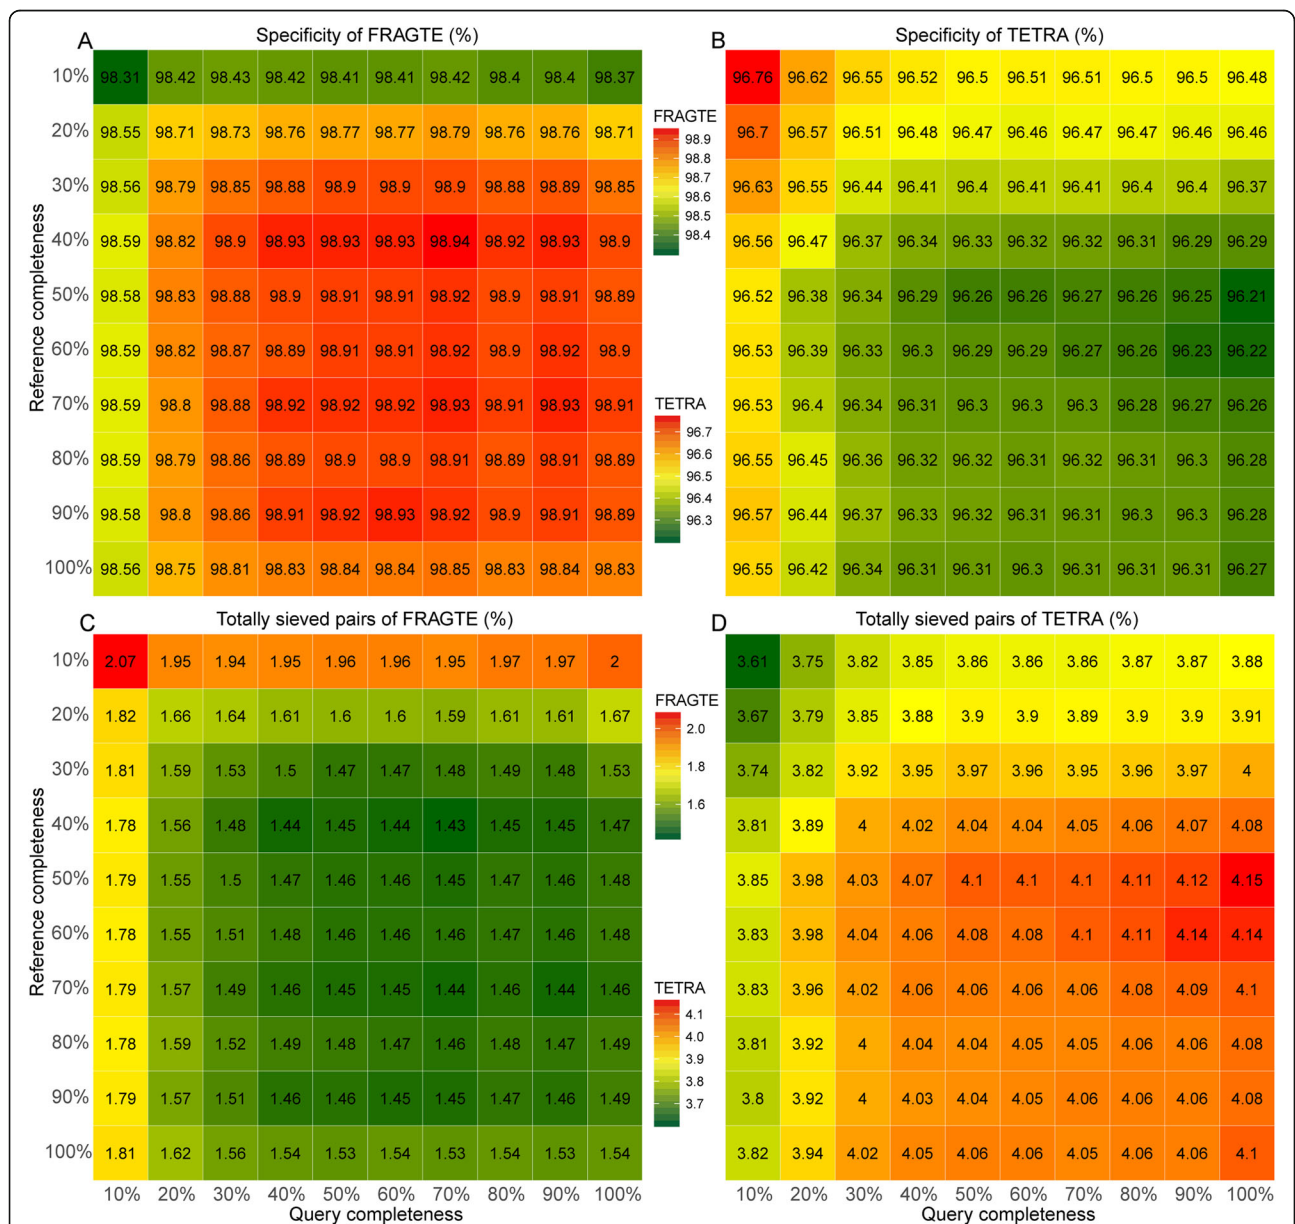 A Specificity of FRAGTE (%)
10% 98.31 98.42 98.43 98.42 98.41 98.41 98.42 98.4 98.4 98.37
20% 98.55 98.71 98.73 98.76 98.77 98.77 98.79 98.76 98.76 98.71
30% 98.56 98.79 98.85 98.88 98.9 98.9 98.9 98.88 98.89 98.85
40% 98.59 98.82 98.9 98.93 98.93 98.93 98.94 98.92 98.93 98.9
50% 98.58 98.83 98.88 98.9 98.91 98.91 98.92 98.9 98.91 98.89
60% 98.59 98.82 98.87 98.89 98.91 98.91 98.92 98.9 98.92 98.9
70% 98.59 98.8 98.88 98.92 98.92 98.92 98.93 98.91 98.93 98.91
80% 98.59 98.79 98.86 98.89 98.9 98.9 98.91 98.89 98.91 98.89
90% 98.58 98.8 98.86 98.91 98.92 98.93 98.92 98.9 98.91 98.89
100% 98.56 98.75 98.81 98.83 98.84 98.84 98.85 98.83 98.84 98.83
Reference completeness
FRAGTE
98.9
98.8
98.7
98.6
98.5
98.4
TETRA
96.7
96.6
96.5
96.4
96.3
B Specificity of TETRA (%)
96.76 96.62 96.55 96.52 96.5 96.51 96.51 96.5 96.5 96.48
96.7 96.57 96.51 96.48 96.47 96.46 96.47 96.47 96.46 96.46
96.63 96.55 96.44 96.41 96.4 96.41 96.41 96.4 96.4 96.37
96.56 96.47 96.37 96.34 96.33 96.32 96.32 96.31 96.29 96.29
96.52 96.38 96.34 96.29 96.26 96.26 96.27 96.26 96.25 96.21
96.53 96.39 96.33 96.3 96.29 96.29 96.27 96.26 96.23 96.22
96.53 96.4 96.34 96.31 96.3 96.3 96.3 96.28 96.27 96.26
96.55 96.45 96.36 96.32 96.32 96.31 96.32 96.31 96.3 96.28
96.57 96.44 96.37 96.33 96.32 96.31 96.31 96.3 96.3 96.28
96.55 96.42 96.34 96.31 96.31 96.3 96.31 96.31 96.31 96.27
C Totally sieved pairs of FRAGTE (%)
10% 2.07 1.95 1.94 1.95 1.96 1.96 1.95 1.97 1.97 2
20% 1.82 1.66 1.64 1.61 1.6 1.6 1.59 1.61 1.61 1.67
30% 1.81 1.59 1.53 1.5 1.47 1.47 1.48 1.49 1.48 1.53
40% 1.78 1.56 1.48 1.44 1.45 1.44 1.43 1.45 1.45 1.47
50% 1.79 1.55 1.5 1.47 1.46 1.46 1.45 1.47 1.46 1.48
60% 1.78 1.55 1.51 1.48 1.46 1.46 1.46 1.47 1.46 1.48
70% 1.79 1.57 1.49 1.46 1.45 1.45 1.44 1.46 1.44 1.46
80% 1.78 1.59 1.52 1.49 1.48 1.47 1.46 1.48 1.47 1.49
90% 1.79 1.57 1.51 1.46 1.46 1.45 1.45 1.47 1.46 1.49
100% 1.81 1.62 1.56 1.54 1.53 1.54 1.53 1.54 1.53 1.54
10% 20% 30% 40% 50% 60% 70% 80% 90% 100%
Query completeness
Reference completeness
FRAGTE
2.0
1.8
1.6
TETRA
4.1
4.0
3.9
3.8
3.7
D Totally sieved pairs of TETRA (%)
3.61 3.75 3.82 3.85 3.86 3.86 3.86 3.87 3.87 3.88
3.67 3.79 3.85 3.88 3.9 3.9 3.89 3.9 3.9 3.91
3.74 3.82 3.92 3.95 3.97 3.96 3.95 3.96 3.97 4
3.81 3.89 4 4.02 4.04 4.04 4.05 4.06 4.07 4.08
3.85 3.98 4.03 4.07 4.1 4.1 4.1 4.11 4.12 4.15
3.83 3.98 4.04 4.06 4.08 4.08 4.1 4.11 4.14 4.14
3.83 3.96 4.02 4.06 4.06 4.06 4.06 4.08 4.09 4.1
3.81 3.92 4 4.04 4.04 4.05 4.05 4.06 4.06 4.08
3.8 3.92 4 4.03 4.04 4.05 4.06 4.06 4.06 4.08
3.82 3.94 4.02 4.05 4.06 4.06 4.06 4.06 4.06 4.1
10% 20% 30% 40% 50% 60% 70% 80% 90% 100%
Query completeness